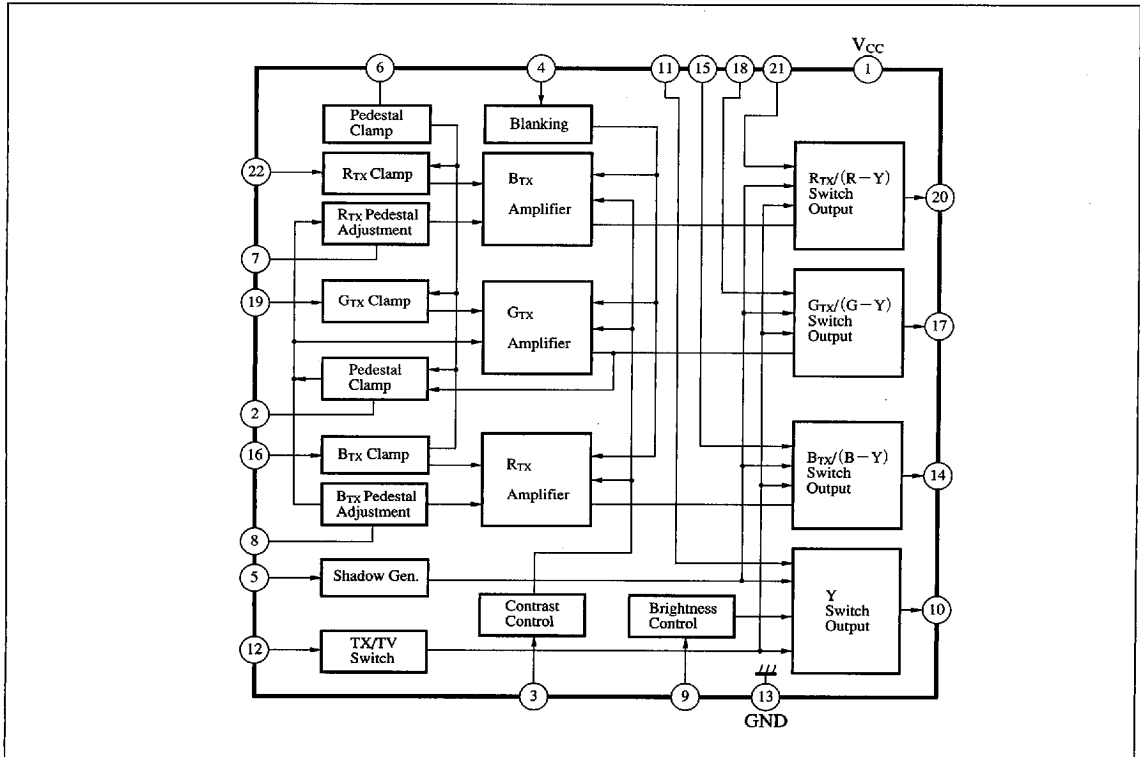 VCC
6
4
11
15
18
21
1
Pedestal
Clamp
Blanking
22
RTX Clamp
BTX
Amplifier
RTX/(R-Y)
Switch
Output
20
RTX Pedestal
Adjustment
7
19
GTX Clamp
GTX
Amplifier
GTX/(G-Y)
Switch
Output
17
Pedestal
Clamp
2
16
BTX Clamp
RTX
Amplifier
BTX/(B-Y)
Switch
Output
14
BTX Pedestal
Adjustment
8
5
Shadow Gen.
Contrast
Control
Brightness
Control
Y
Switch
Output
10
12
TX/TV
Switch
3
9
13
GND